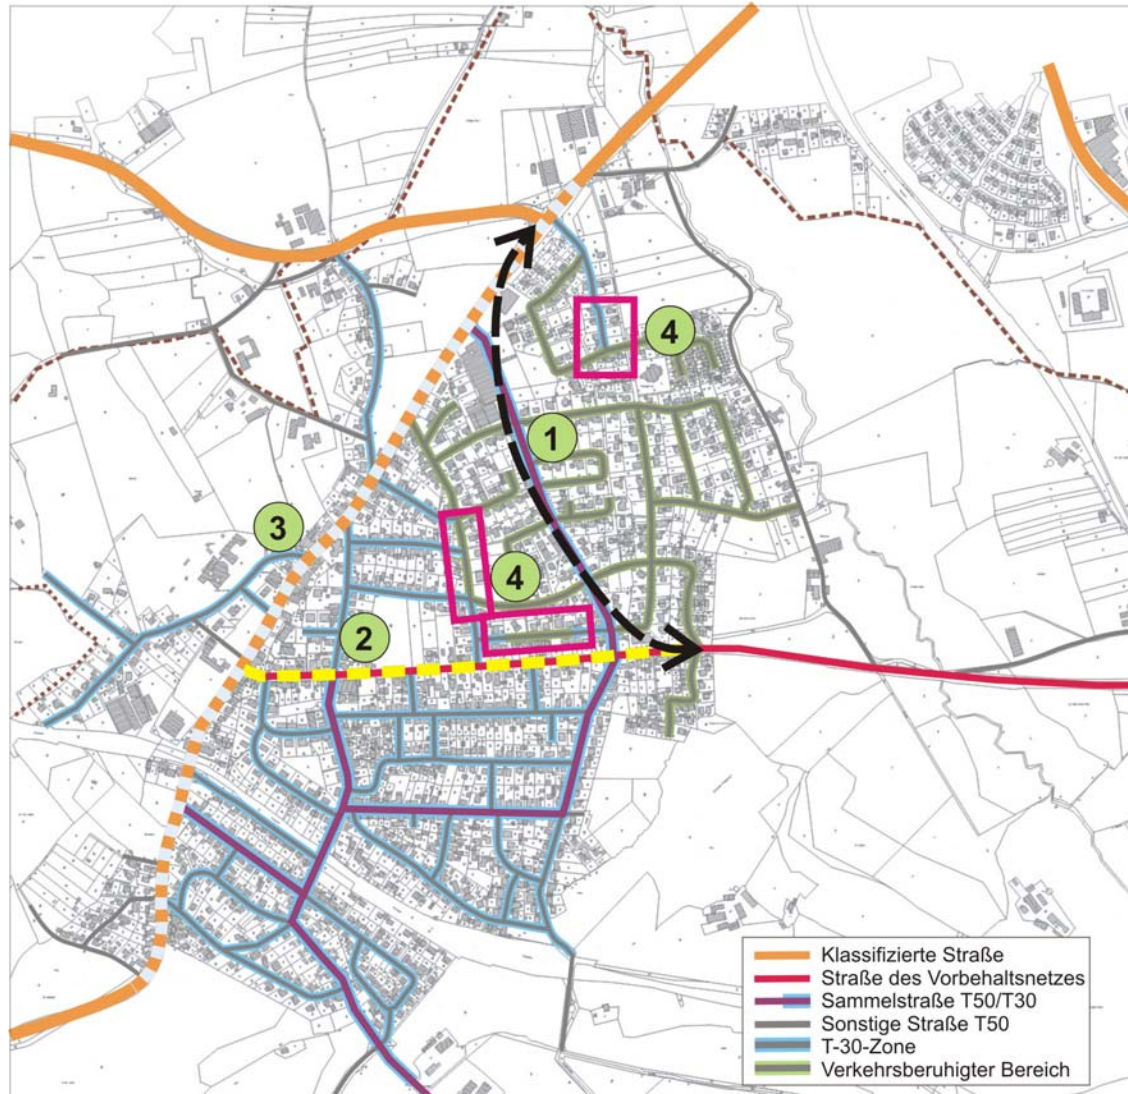 4
1
3
4
2
Klassifizierte Straße
Straße des Vorbehaltsnetzes
Sammelstraße T50/T30
Sonstige Straße T50
T-30-Zone
Verkehrsberuhigter Bereich